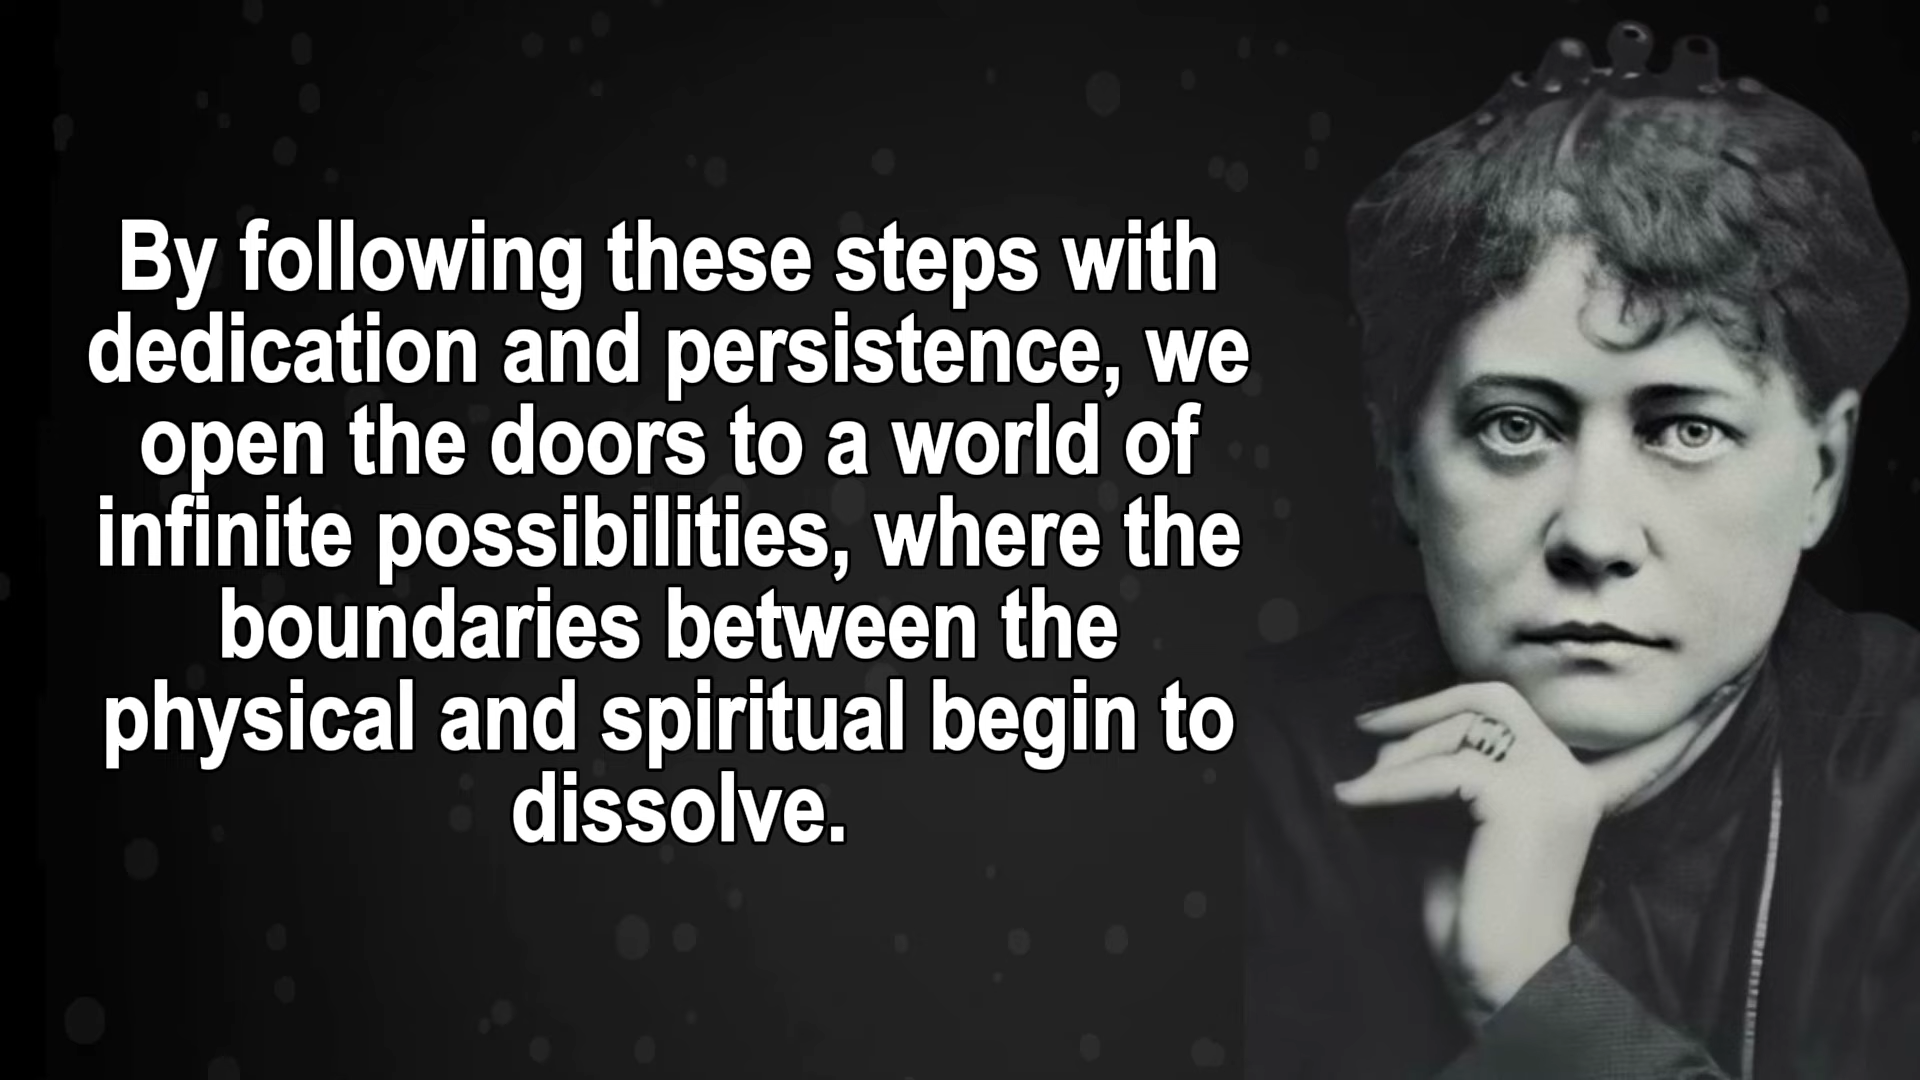 By following these steps with
dedication and persistence, we
open the doors to a world of
infinite possibilities, where the
boundaries between the
physical and spiritual begin to
dissolve.